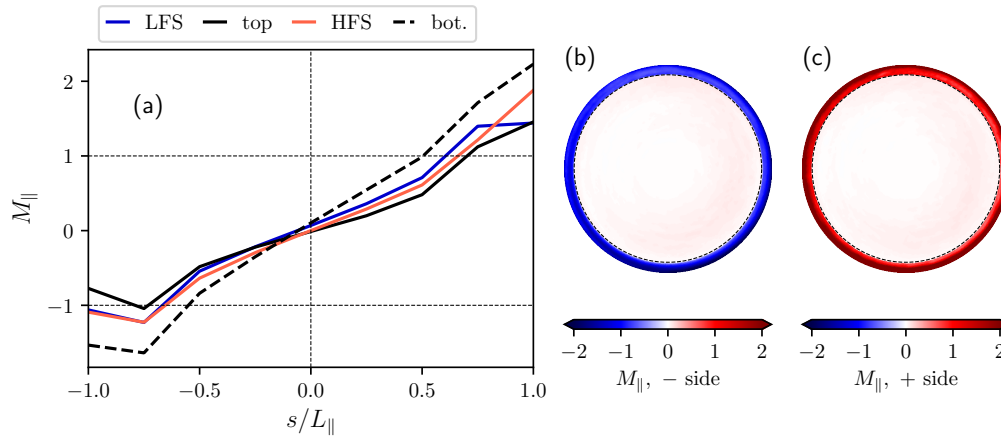 LFS top HFS bot.
(a)
M∥
2
1
0
−1
−1.0 −0.5 0.0 0.5 1.0
s/L∥
(b)
−2 −1 0 1 2
M∥, − side
(c)
−2 −1 0 1 2
M∥, + side